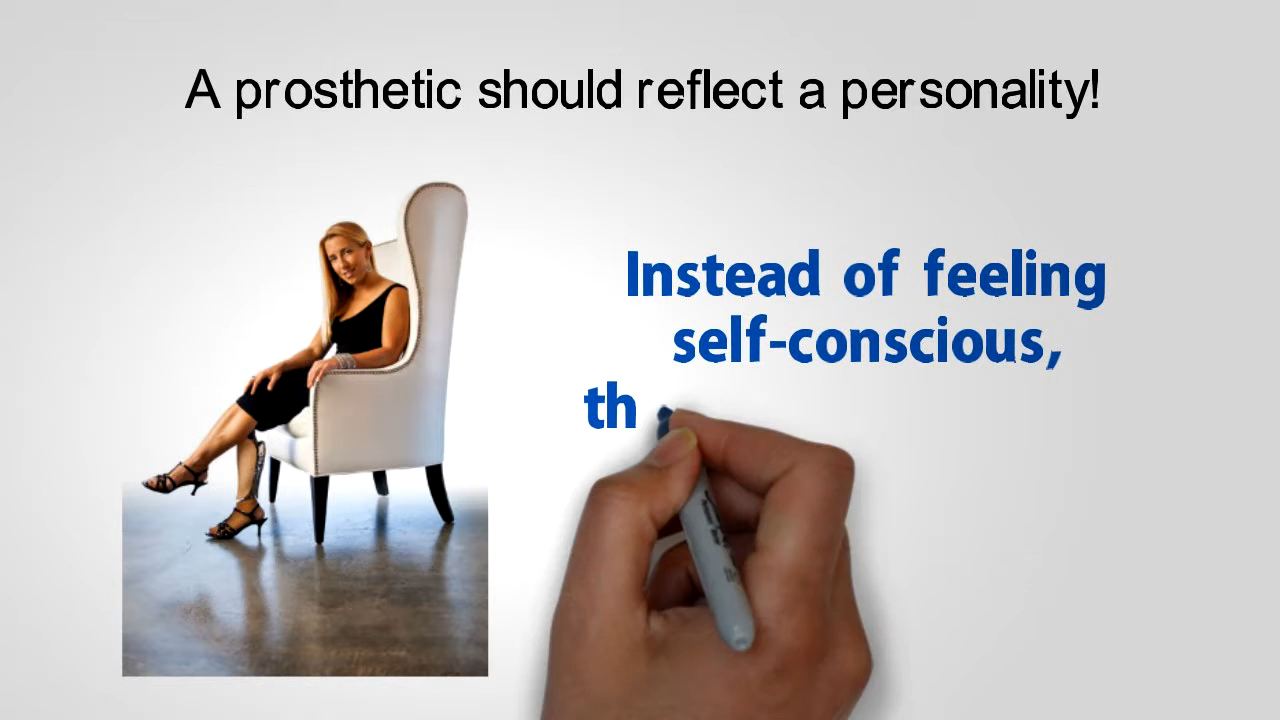 A prosthetic should reflect a personality!
Instead of feeling
self-conscious,
th